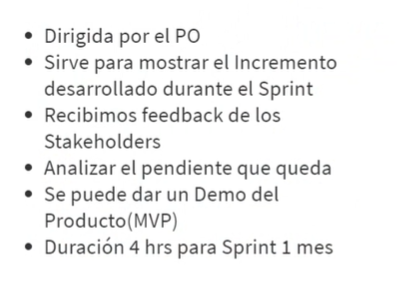 • Dirigida por el PO
• Sirve para mostrar el Incremento
desarrollado durante el Sprint
• Recibimos feedback de los
Stakeholders
• Analizar el pendiente que queda
• Se puede dar un Demo del
Producto(MVP)
• Duración 4 hrs para Sprint 1 mes